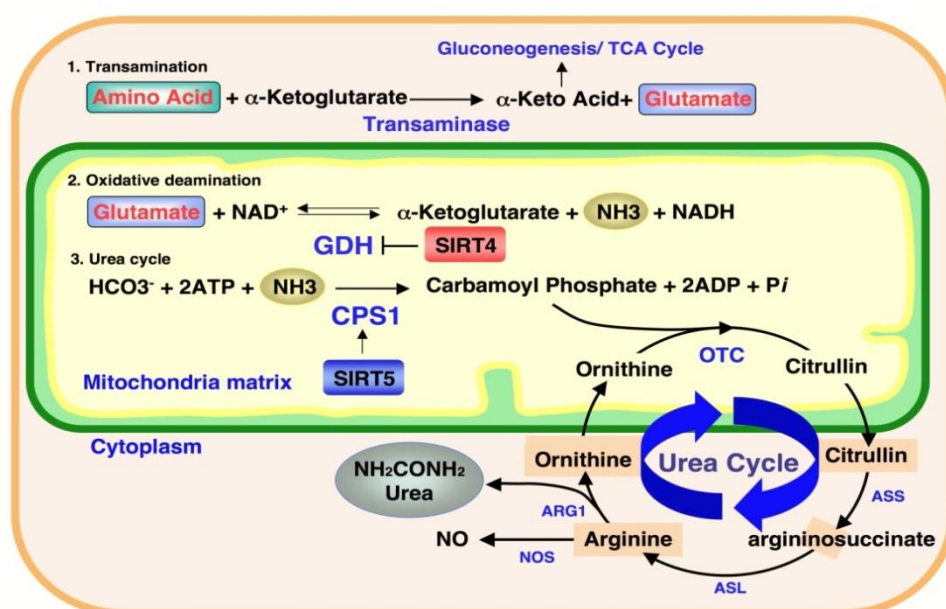 Gluconeogenesis/ TCA Cycle
1. Transamination
Amino Acid + α-Ketoglutarate α-Keto Acid+ Glutamate
Transaminase
2. Oxidative deamination
Glutamate + NAD⁺ α-Ketoglutarate + NH3 + NADH
GDH SIRT4
3. Urea cycle
HCO3⁻ + 2ATP + NH3 Carbamoyl Phosphate + 2ADP + Pi
CPS1
OTC
Ornithine Citrullin
Mitochondria matrix SIRT5
Cytoplasm
NH₂CONH₂
Urea
Ornithine Urea Cycle Citrullin
ARG1 ASS
NO NOS Arginine argininosuccinate
ASL